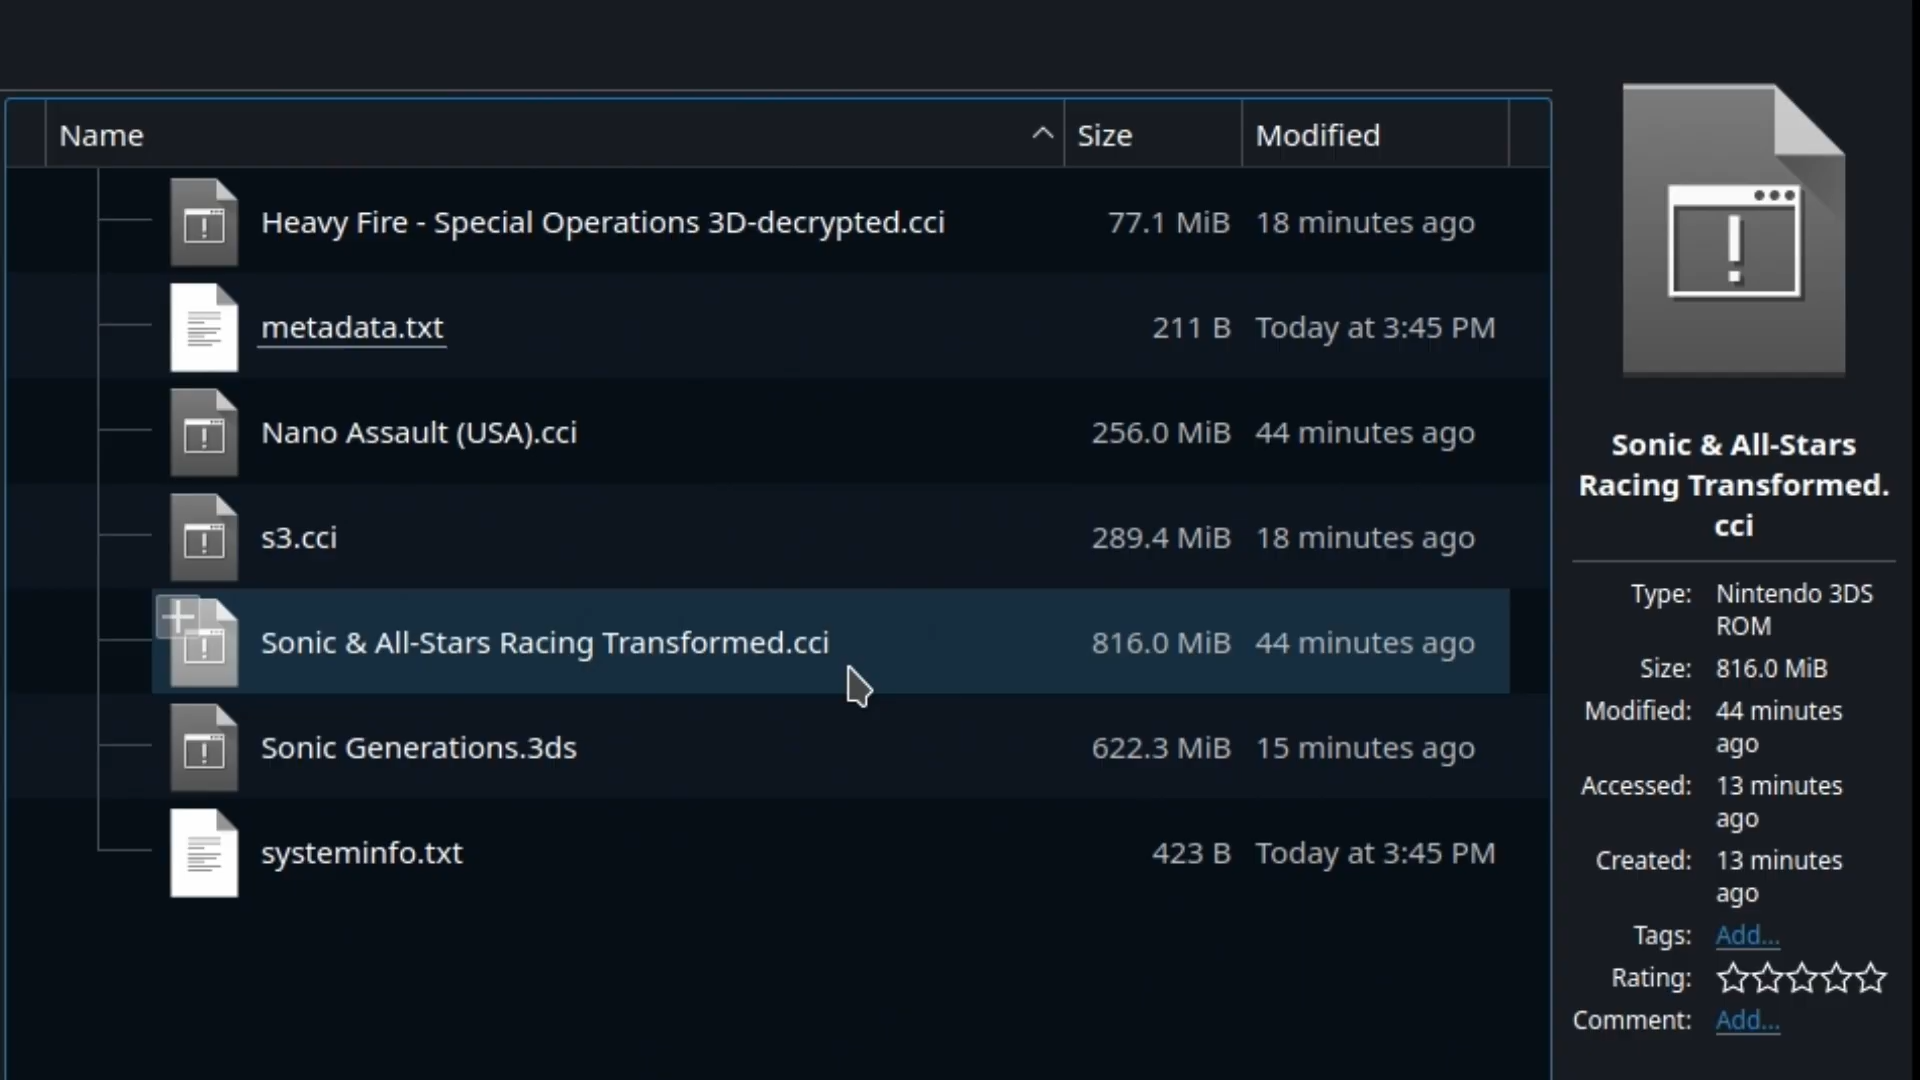 Name Size Modified
Heavy Fire - Special Operations 3D-decrypted.cci 77.1 MiB 18 minutes ago
metadata.txt 211 B Today at 3:45 PM
Nano Assault (USA).cci 256.0 MiB 44 minutes ago
s3.cci 289.4 MiB 18 minutes ago
Sonic & All-Stars Racing Transformed.cci 816.0 MiB 44 minutes ago
Sonic Generations.3ds 622.3 MiB 15 minutes ago
systeminfo.txt 423 B Today at 3:45 PM
Sonic & All-Stars
Racing Transformed.
cci
Type: Nintendo 3DS
ROM
Size: 816.0 MiB
Modified: 44 minutes
ago
Accessed: 13 minutes
ago
Created: 13 minutes
ago
Tags: Add...
Rating:
Comment: Add...